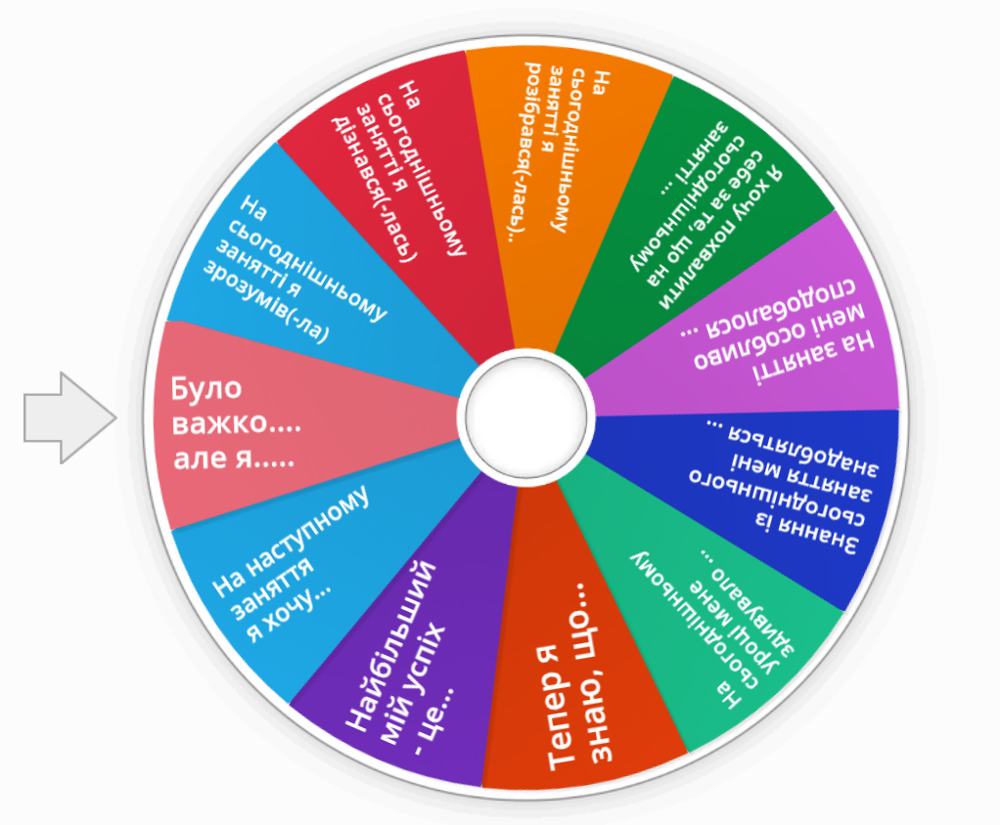 Було
важко....
але я.....
На
сьогоднішньому
занятті я
зрозумів(-ла)
На
сьогоднішньому
занятті я
дізнався(-лась)
На
сьогоднішньому
занятті я
розібрався(-лась)..
Я хочу похвалити
себе за те, що на
сьогоднішньому
занятті ...
На занятті
мені особливо
сподобалося ...
Знання із
сьогоднішнього
заняття мені
знадобляться ...
На
сьогоднішньому
уроці мене
здивувало ...
Тепер я
знаю, що...
Найбільший
мій успіх
- це...
На наступному
заняття
я хочу...